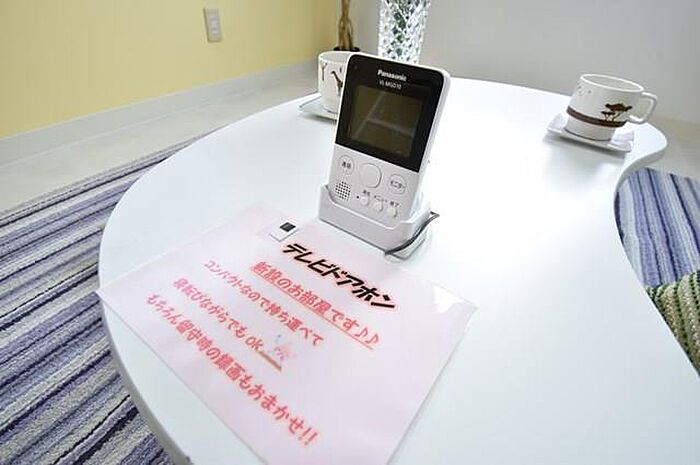 Panasonic
VL-MGD10
通話
モニター
テレビドアホン
新設のお部屋です♪♪
コンパクトなので持ち運べて
寝転びながらでもOK
もちろん留守時の録画もおまかせ!!